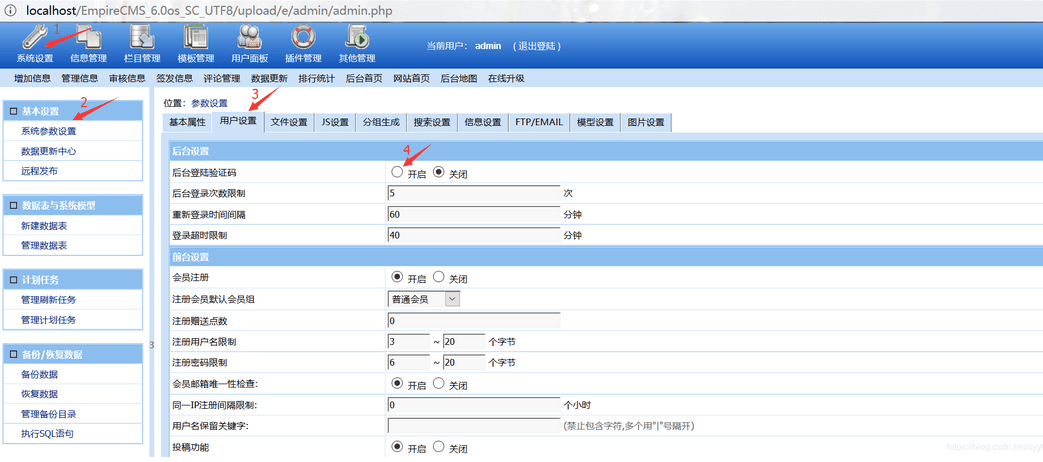 localhost/EmpireCMS_6.0os_SC_UTF8/upload/e/admin/admin.php
1
系统设置 信息管理 栏目管理 模板管理 用户面板 插件管理 其他管理 当前用户： admin （ 退出登陆 ）
增加信息 管理信息 审核信息 签发信息 评论管理 数据更新 排行统计 后台首页 网站首页 后台地图 在线升级
基本设置
2
系统参数设置
数据更新中心
远程发布
数据表与系统模型
新建数据表
管理数据表
计划任务
管理刷新任务
管理计划任务
备份/恢复数据
备份数据
恢复数据
管理备份目录
执行SQL语句
3
位置：参数设置
3
基本属性 用户设置 文件设置 JS设置 分组生成 搜索设置 信息设置 FTP/EMAIL 模型设置 图片设置
后台设置
4
后台登陆验证码 开启 关闭
后台登录次数限制 5 次
重新登录时间间隔 60 分钟
登录超时限制 40 分钟
前台设置
会员注册 开启 关闭
注册会员默认会员组 普通会员
注册赠送点数 0
注册用户名限制 3 ~ 20 个字节
注册密码限制 6 ~ 20 个字节
会员邮箱唯一性检查: 开启 关闭
同一IP注册间隔限制: 0 个小时
用户名保留关键字: (禁止包含字符,多个用"|"号隔开)
投稿功能 开启 关闭